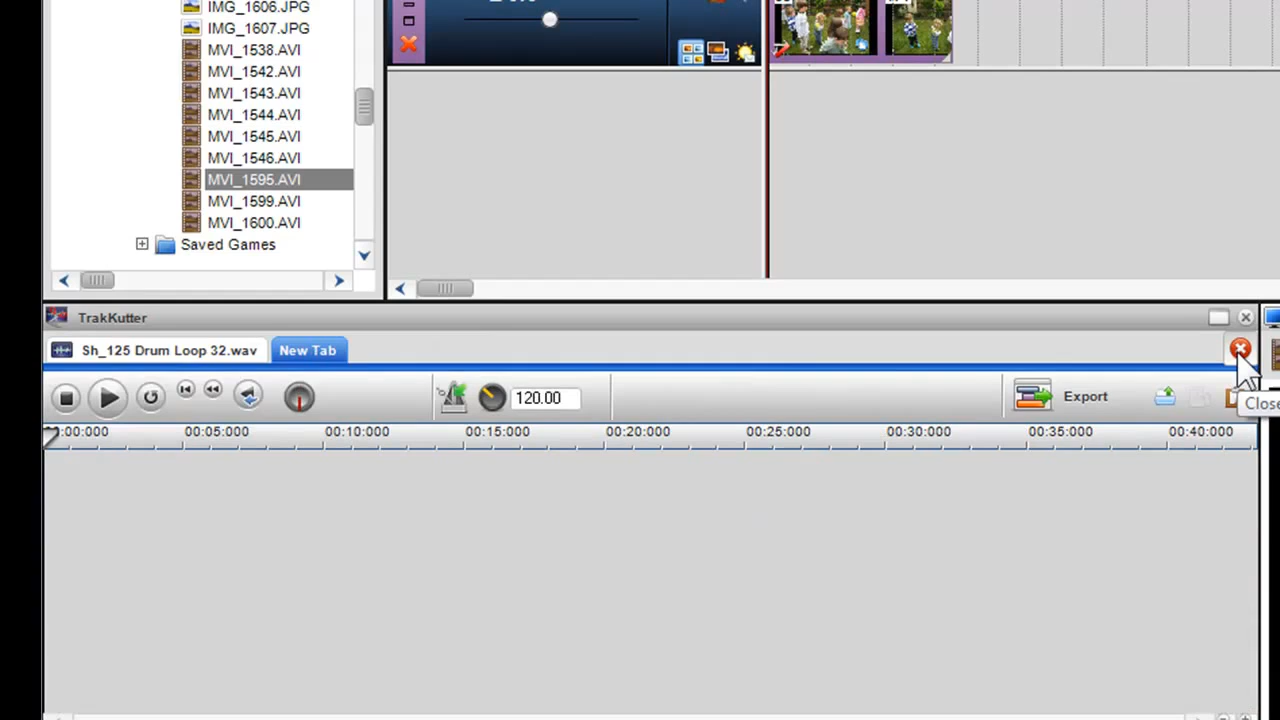 IMG_1606.JPG
IMG_1607.JPG
MVI_1538.AVI
MVI_1542.AVI
MVI_1543.AVI
MVI_1544.AVI
MVI_1545.AVI
MVI_1546.AVI
MVI_1595.AVI
MVI_1599.AVI
MVI_1600.AVI
Saved Games
TrakKutter
Sh_125 Drum Loop 32.wav New Tab
120.00 Export
Close
:00:000 00:05:000 00:10:000 00:15:000 00:20:000 00:25:000 00:30:000 00:35:000 00:40:000